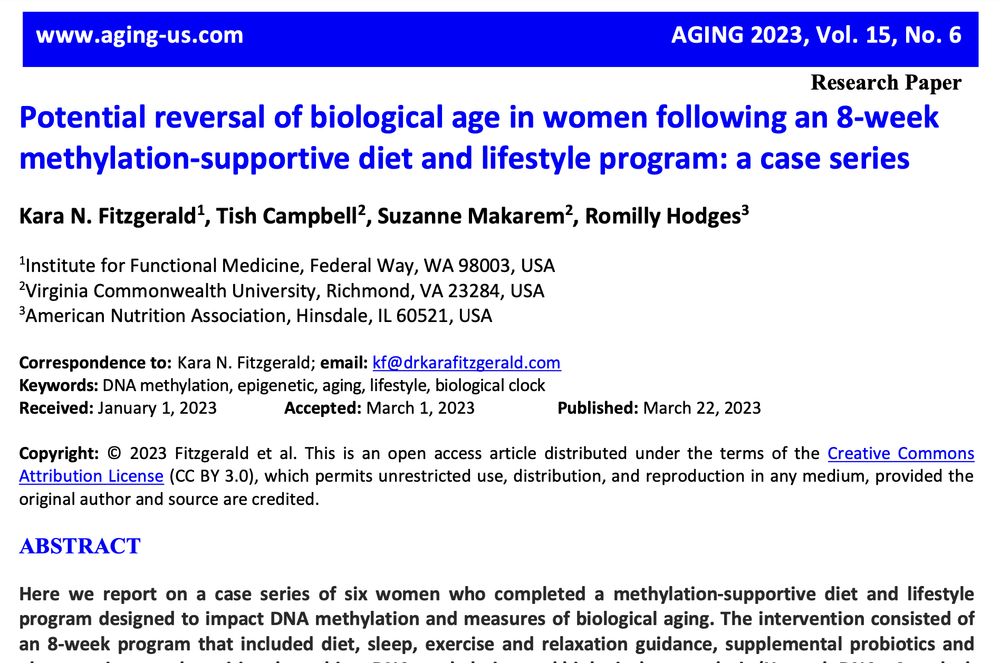 www.aging-us.com AGING 2023, Vol. 15, No. 6
Research Paper
Potential reversal of biological age in women following an 8-week
methylation-supportive diet and lifestyle program: a case series
Kara N. Fitzgerald1, Tish Campbell2, Suzanne Makarem2, Romilly Hodges3
1Institute for Functional Medicine, Federal Way, WA 98003, USA
2Virginia Commonwealth University, Richmond, VA 23284, USA
3American Nutrition Association, Hinsdale, IL 60521, USA
Correspondence to: Kara N. Fitzgerald; email: kf@drkarafitzgerald.com
Keywords: DNA methylation, epigenetic, aging, lifestyle, biological clock
Received: January 1, 2023 Accepted: March 1, 2023 Published: March 22, 2023
Copyright: © 2023 Fitzgerald et al. This is an open access article distributed under the terms of the Creative Commons
Attribution License (CC BY 3.0), which permits unrestricted use, distribution, and reproduction in any medium, provided the
original author and source are credited.
ABSTRACT
Here we report on a case series of six women who completed a methylation-supportive diet and lifestyle
program designed to impact DNA methylation and measures of biological aging. The intervention consisted of
an 8-week program that included diet, sleep, exercise and relaxation guidance, supplemental probiotics and